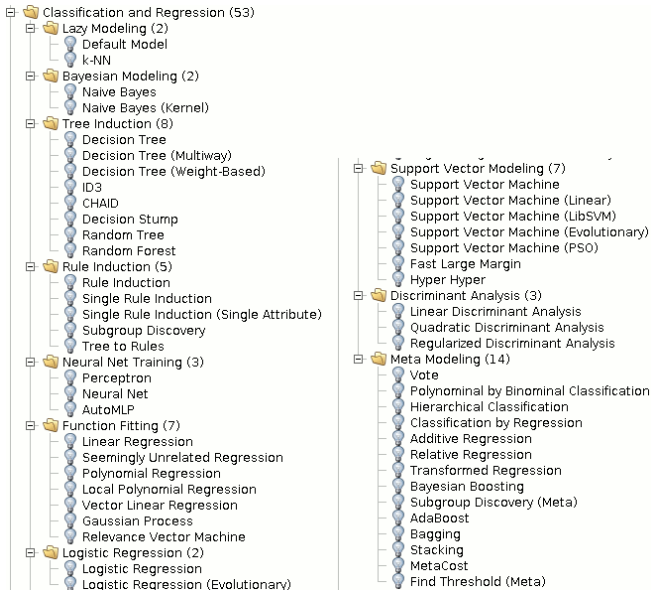 Classification and Regression (53)
Lazy Modeling (2)
Default Model
k-NN
Bayesian Modeling (2)
Naive Bayes
Naive Bayes (Kernel)
Tree Induction (8)
Decision Tree
Decision Tree (Multiway)
Decision Tree (Weight-Based)
ID3
CHAID
Decision Stump
Random Tree
Random Forest
Rule Induction (5)
Rule Induction
Single Rule Induction
Single Rule Induction (Single Attribute)
Subgroup Discovery
Tree to Rules
Neural Net Training (3)
Perceptron
Neural Net
AutoMLP
Function Fitting (7)
Linear Regression
Seemingly Unrelated Regression
Polynomial Regression
Local Polynomial Regression
Vector Linear Regression
Gaussian Process
Relevance Vector Machine
Logistic Regression (2)
Logistic Regression
Logistic Regression (Evolutionary)
Support Vector Modeling (7)
Support Vector Machine
Support Vector Machine (Linear)
Support Vector Machine (LibSVM)
Support Vector Machine (Evolutionary)
Support Vector Machine (PSO)
Fast Large Margin
Hyper Hyper
Discriminant Analysis (3)
Linear Discriminant Analysis
Quadratic Discriminant Analysis
Regularized Discriminant Analysis
Meta Modeling (14)
Vote
Polynominal by Binominal Classification
Hierarchical Classification
Classification by Regression
Additive Regression
Relative Regression
Transformed Regression
Bayesian Boosting
Subgroup Discovery (Meta)
AdaBoost
Bagging
Stacking
MetaCost
Find Threshold (Meta)